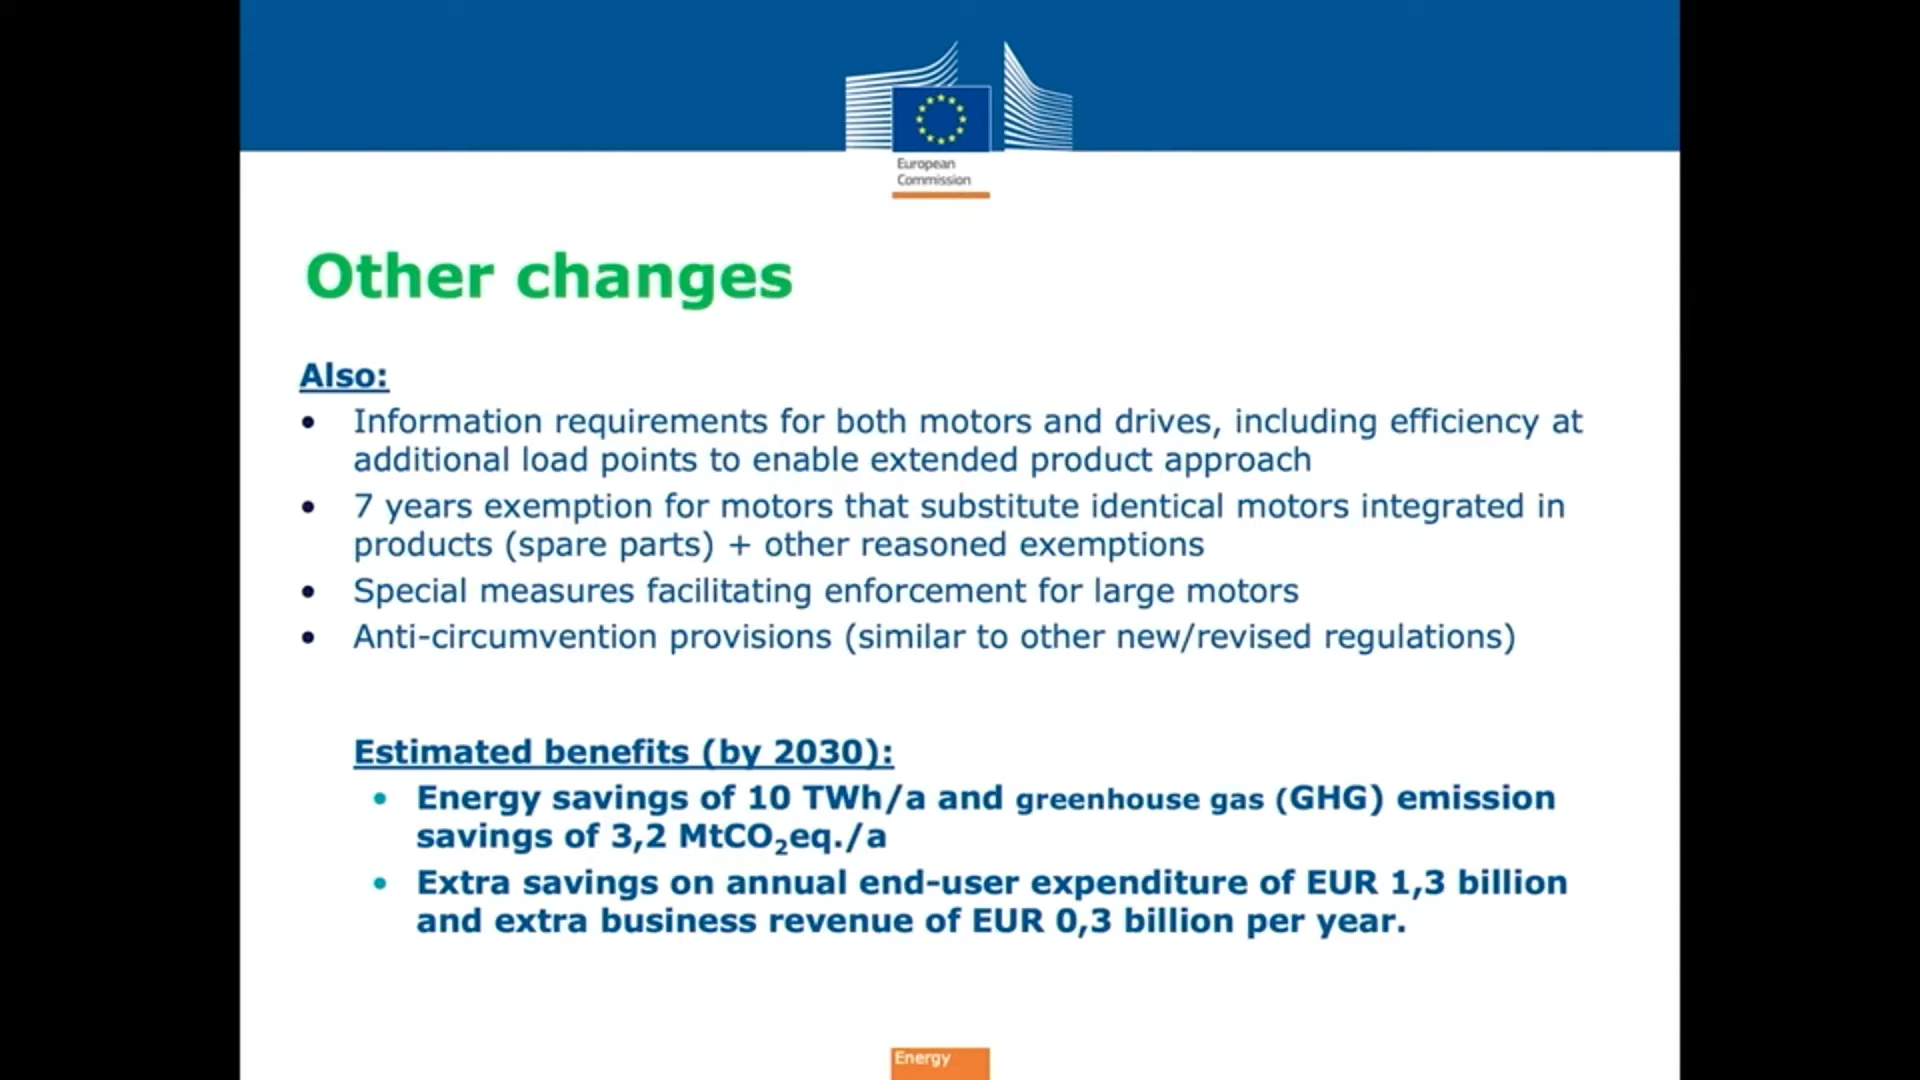 European
Commission
Other changes
Also:
• Information requirements for both motors and drives, including efficiency at
additional load points to enable extended product approach
• 7 years exemption for motors that substitute identical motors integrated in
products (spare parts) + other reasoned exemptions
• Special measures facilitating enforcement for large motors
• Anti-circumvention provisions (similar to other new/revised regulations)
Estimated benefits (by 2030):
• Energy savings of 10 TWh/a and greenhouse gas (GHG) emission
savings of 3,2 MtCO₂eq./a
• Extra savings on annual end-user expenditure of EUR 1,3 billion
and extra business revenue of EUR 0,3 billion per year.
Energy